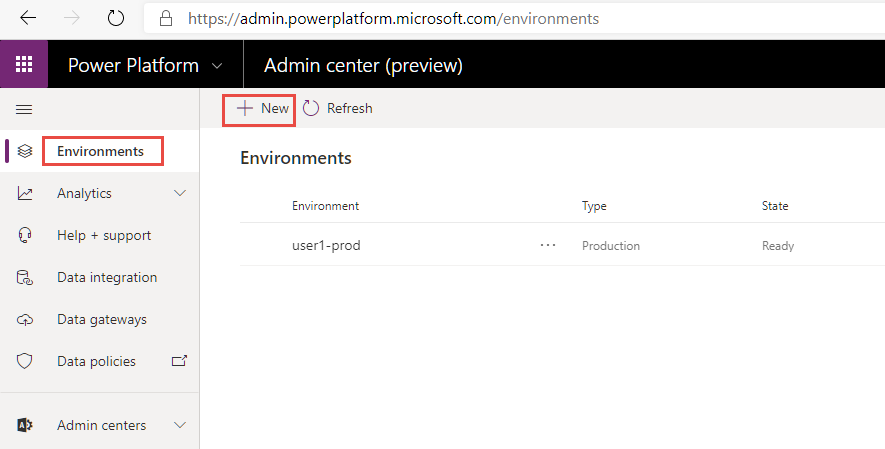 https://admin.powerplatform.microsoft.com/environments
Power Platform Admin center (preview)
New Refresh
Environments
Analytics
Help + support
Data integration
Data gateways
Data policies
Admin centers
Environments
Environment Type State
user1-prod ··· Production Ready